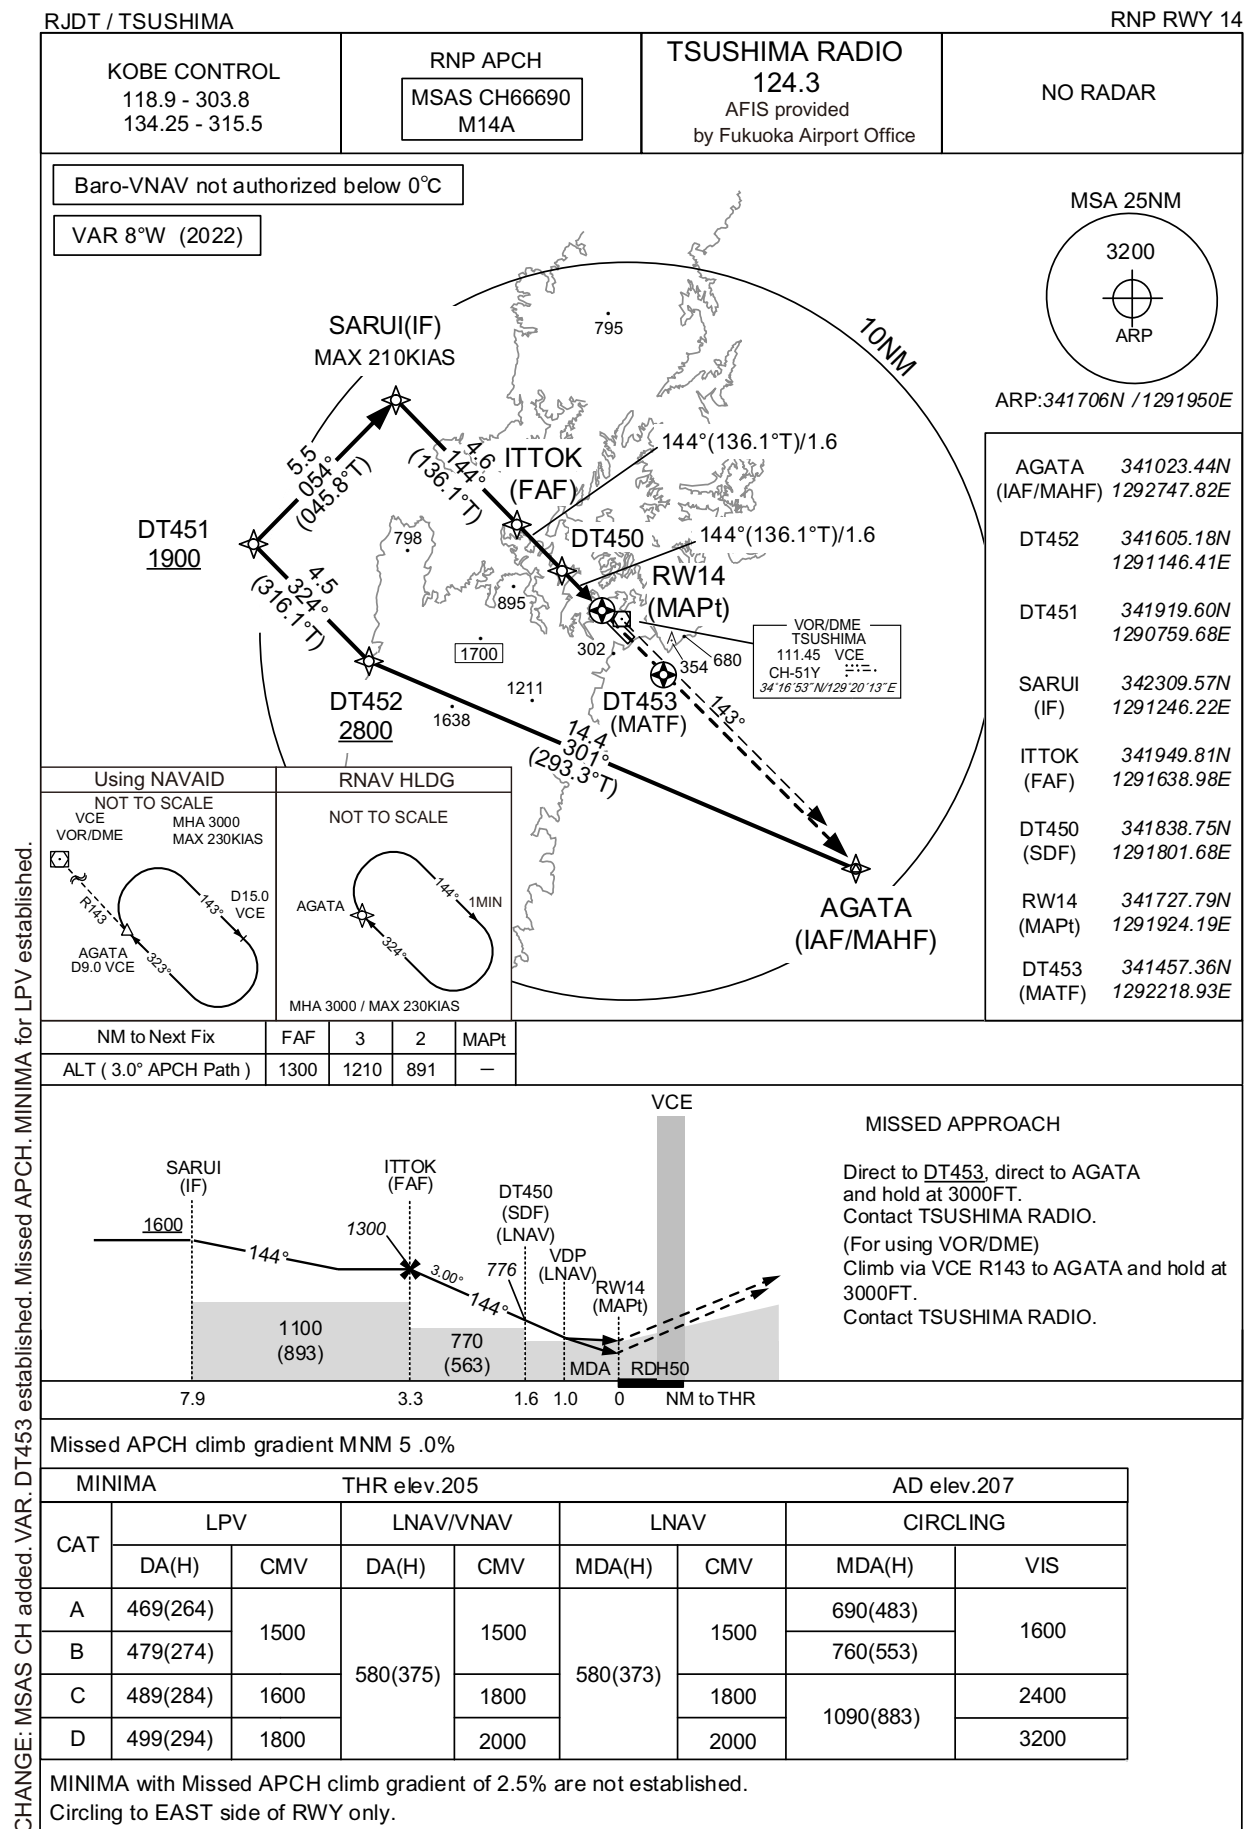 RJDT / TSUSHIMA
RNP RWY 14
KOBE CONTROL
118.9 - 303.8
134.25 - 315.5
RNP APCH
MSAS CH66690
M14A
TSUSHIMA RADIO
124.3
AFIS provided
by Fukuoka Airport Office
NO RADAR
Baro-VNAV not authorized below 0°C
VAR 8°W (2022)
MSA 25NM
3200
ARP
ARP:341706N /1291950E
10NM
795
SARUI(IF)
MAX 210KIAS
5.5
054°
(045.8°T)
4.6
144°
(136.1°T)
ITTOK
(FAF)
144°(136.1°T)/1.6
DT450
144°(136.1°T)/1.6
DT451
1900
798
895
RW14
(MAPt)
4.5
324°
(316.1°T)
1700
302
354
680
VOR/DME
TSUSHIMA
111.45 VCE
CH-51Y
34°16'53"N/129°20'13"E
DT452
2800
1638
1211
DT453
(MATF)
143°
14.4
301°
(293.3°T)
AGATA
(IAF/MAHF)
AGATA 341023.44N
(IAF/MAHF) 1292747.82E
DT452 341605.18N
1291146.41E
DT451 341919.60N
1290759.68E
SARUI 342309.57N
(IF) 1291246.22E
ITTOK 341949.81N
(FAF) 1291638.98E
DT450 341838.75N
(SDF) 1291801.68E
RW14 341727.79N
(MAPt) 1291924.19E
DT453 341457.36N
(MATF) 1292218.93E
Using NAVAID
NOT TO SCALE
VCE
VOR/DME
MHA 3000
MAX 230KIAS
R143
143°
D15.0
VCE
AGATA
D9.0 VCE
323°
RNAV HLDG
NOT TO SCALE
AGATA
144°
1MIN
324°
MHA 3000 / MAX 230KIAS
NM to Next Fix FAF 3 2 MAPt
ALT ( 3.0° APCH Path ) 1300 1210 891 —
VCE
SARUI
(IF)
ITTOK
(FAF)
DT450
(SDF)
(LNAV)
VDP
(LNAV)
RW14
(MAPt)
1600
144°
1300
3.00°
144°
776
1100
(893)
770
(563)
MDA
RDH50
7.9 3.3 1.6 1.0 0 NM to THR
MISSED APPROACH
Direct to DT453, direct to AGATA
and hold at 3000FT.
Contact TSUSHIMA RADIO.
(For using VOR/DME)
Climb via VCE R143 to AGATA and hold at
3000FT.
Contact TSUSHIMA RADIO.
Missed APCH climb gradient MNM 5 .0%
MINIMA THR elev.205 AD elev.207
CAT LPV LNAV/VNAV LNAV CIRCLING
DA(H) CMV DA(H) CMV MDA(H) CMV MDA(H) VIS
A 469(264) 1500 580(375) 1500 580(373) 1500 690(483) 1600
B 479(274) 760(553)
C 489(284) 1600 1800 1800 1090(883) 2400
D 499(294) 1800 2000 2000 3200
MINIMA with Missed APCH climb gradient of 2.5% are not established.
Circling to EAST side of RWY only.
CHANGE: MSAS CH added. VAR. DT453 established. Missed APCH. MINIMA for LPV established.